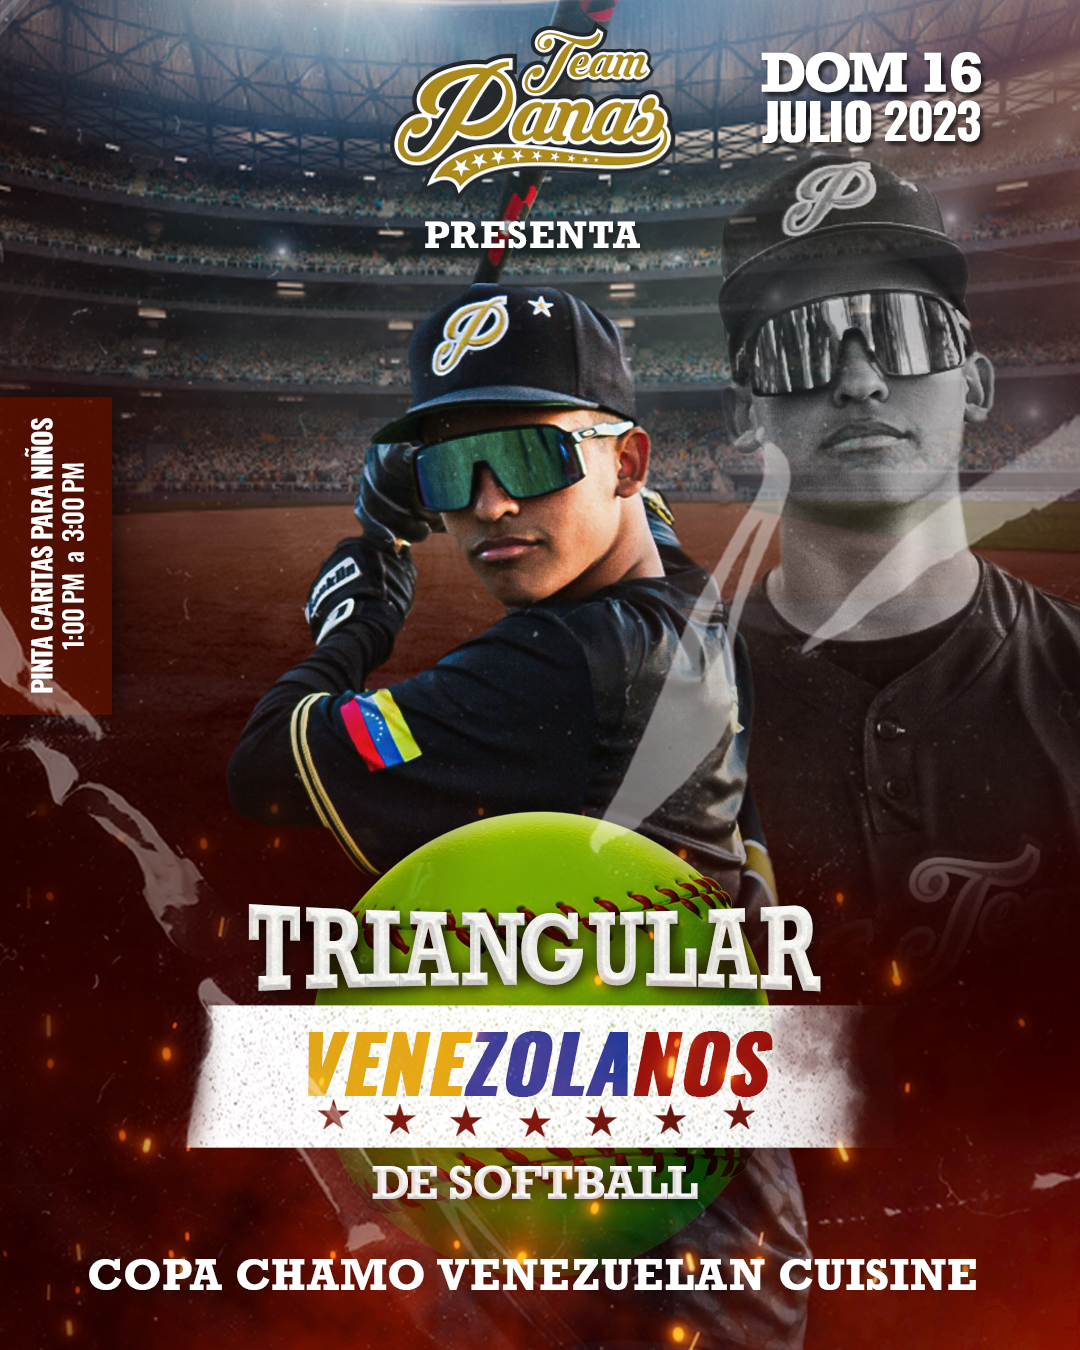 Team
Panas
DOM 16
JULIO 2023
PRESENTA
P
P
PINTA CARITAS PARA NIÑOS
1:00 PM a 3:00 PM
TRIANGULAR
VENEZOLANOS
DE SOFTBALL
COPA CHAMO VENEZUELAN CUISINE